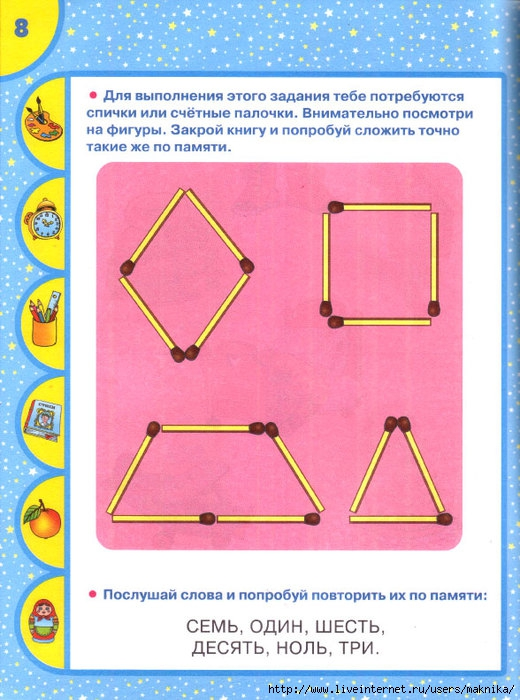 8
• Для выполнения этого задания тебе потребуются
спички или счётные палочки. Внимательно посмотри
на фигуры. Закрой книгу и попробуй сложить точно
такие же по памяти.
• Послушай слова и попробуй повторить их по памяти:
СЕМЬ, ОДИН, ШЕСТЬ,
ДЕСЯТЬ, НОЛЬ, ТРИ.
http://www.liveinternet.ru/users/maknika/